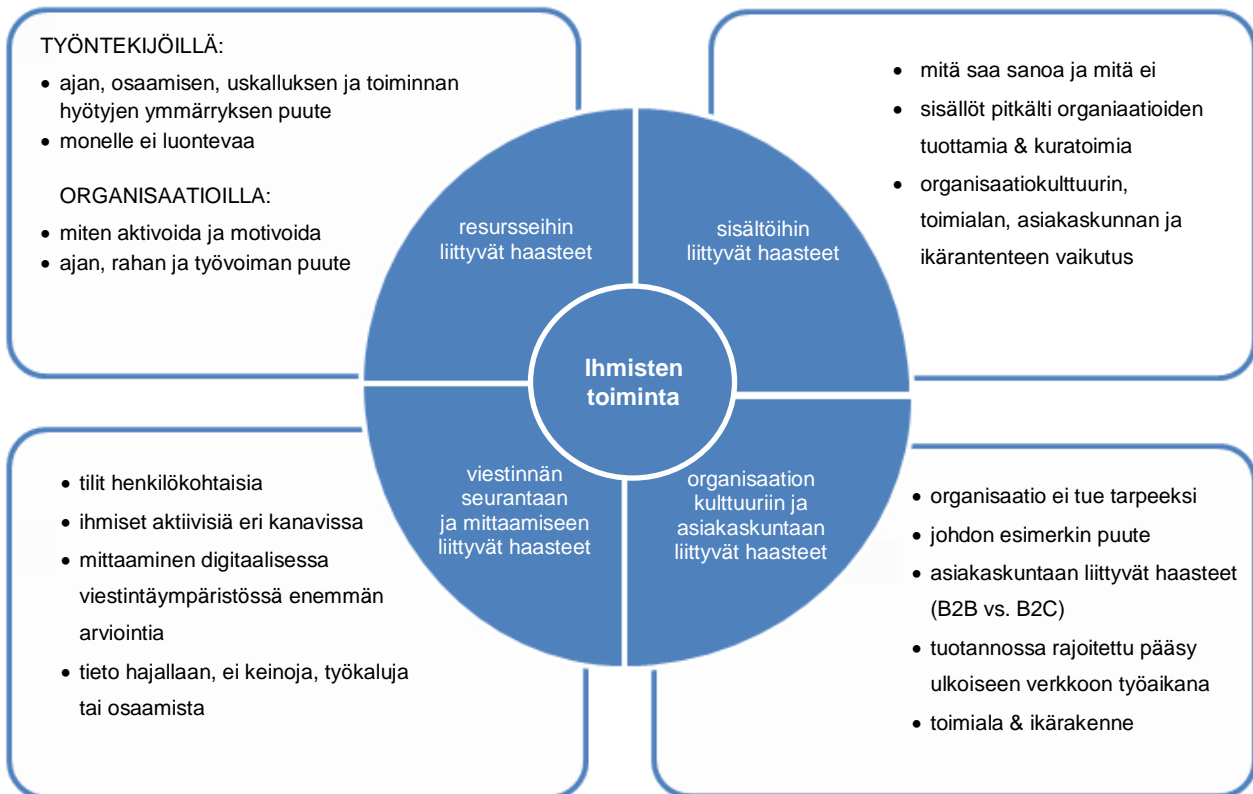 TYÖNTEKIJÖILLÄ:
• ajan, osaamisen, uskalluksen ja toiminnan
hyötyjen ymmärryksen puute
• monelle ei luontevaa
ORGANISAATIOILLA:
• miten aktivoida ja motivoida
• ajan, rahan ja työvoiman puute
resursseihin
liittyvät haasteet
sisältöihin
liittyvät haasteet
• mitä saa sanoa ja mitä ei
• sisällöt pitkälti organiaatioiden
tuottamia & kuratoimia
• organisaatiokulttuurin,
toimialan, asiakaskunnan ja
ikärantenteen vaikutus
Ihmisten
toiminta
• tilit henkilökohtaisia
• ihmiset aktiivisiä eri kanavissa
• mittaaminen digitaalisessa
viestintäympäristössä enemmän
arviointia
• tieto hajallaan, ei keinoja, työkaluja
tai osaamista
viestinnän
seurantaan
ja mittaamiseen
liittyvät haasteet
organisaation
kulttuuriin ja
asiakaskuntaan
liittyvät haasteet
• organisaatio ei tue tarpeeksi
• johdon esimerkin puute
• asiakaskuntaan liittyvät haasteet
(B2B vs. B2C)
• tuotannossa rajoitettu pääsy
ulkoiseen verkkoon työaikana
• toimiala & ikärakenne